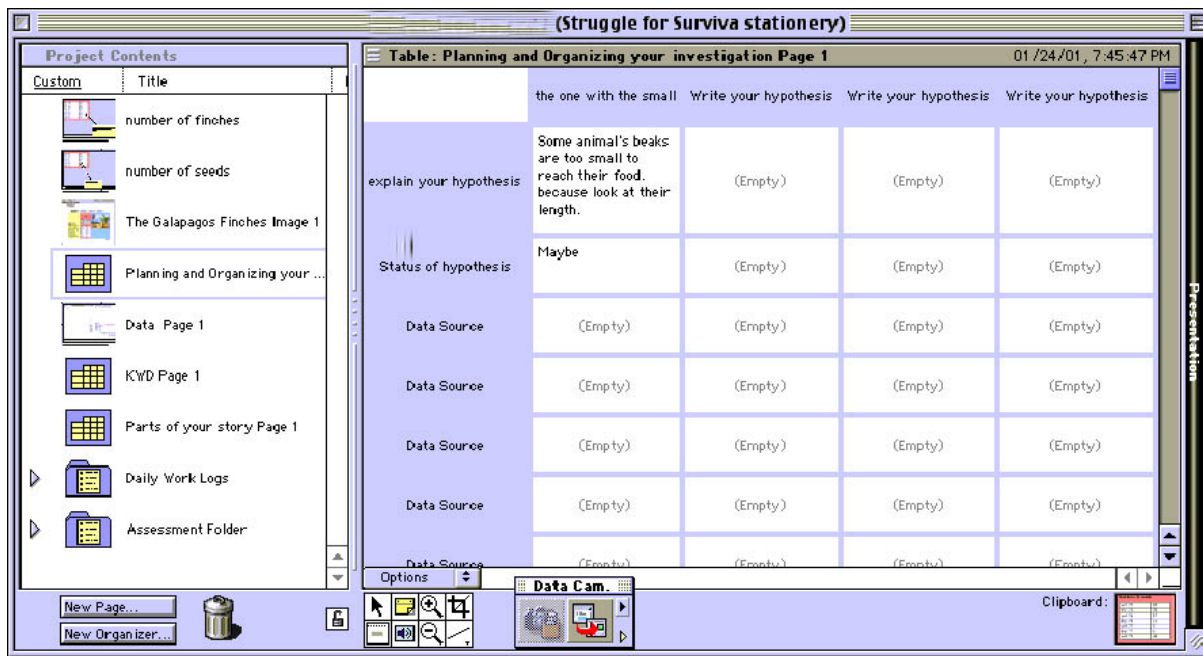 (Struggle for Surviva stationery)
Project Contents
Custom Title
number of finches
number of seeds
The Galapagos Finches Image 1
Planning and Organizing your ...
Data Page 1
KWD Page 1
Parts of your story Page 1
Daily Work Logs
Assessment Folder
New Page...
New Organizer...
Table: Planning and Organizing your investigation Page 1 01/24/01, 7:45:47 PM
the one with the small Write your hypothesis Write your hypothesis Write your hypothesis
explain your hypothesis
Some animal's beaks
are too small to
reach their food.
because look at their
length.
(Empty) (Empty) (Empty)
Status of hypothesis Maybe (Empty) (Empty) (Empty)
Data Source (Empty) (Empty) (Empty) (Empty)
Data Source (Empty) (Empty) (Empty) (Empty)
Data Source (Empty) (Empty) (Empty) (Empty)
Data Source (Empty) (Empty) (Empty) (Empty)
Data Source (Empty) (Empty) (Empty) (Empty)
Options
Data Cam.
Clipboard:
Presentation